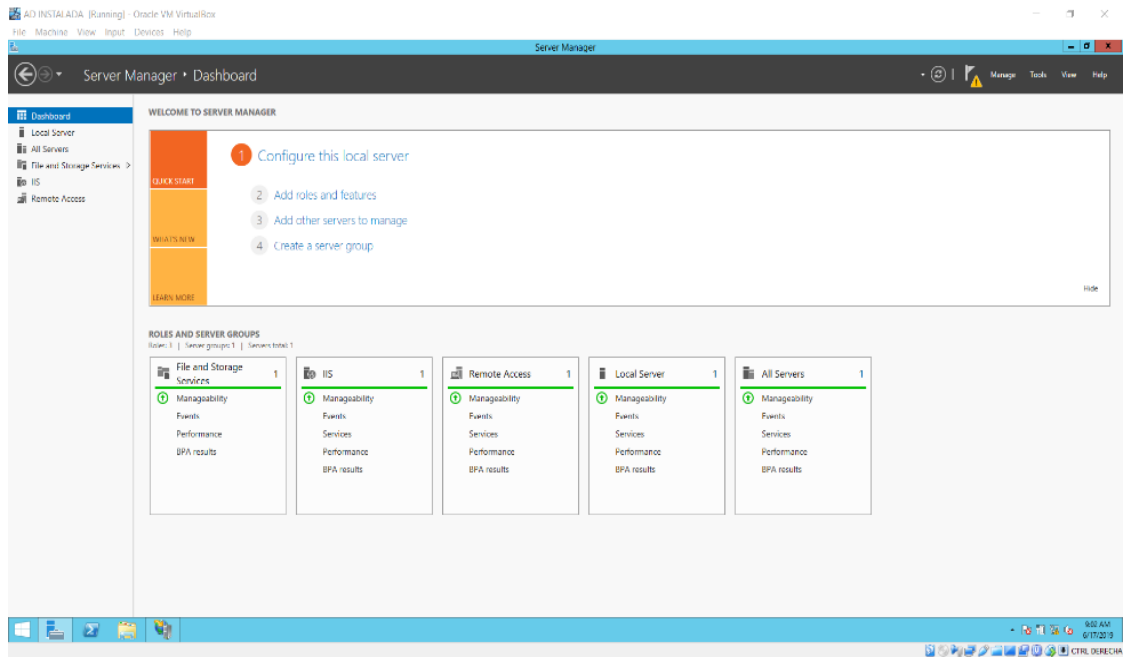 AD INSTALADA [Running] - Oracle VM VirtualBox
File Machine View Input Devices Help
Server Manager
Server Manager • Dashboard
Manage Tools View Help
Dashboard
Local Server
All Servers
File and Storage Services
IIS
Remote Access
WELCOME TO SERVER MANAGER
QUICK START
WHAT'S NEW
LEARN MORE
1 Configure this local server
2 Add roles and features
3 Add other servers to manage
4 Create a server group
Hide
ROLES AND SERVER GROUPS
Roles: 3 | Server groups: 1 | Servers total: 1
File and Storage
Services 1
Manageability
Events
Performance
BPA results
IIS 1
Manageability
Events
Services
Performance
BPA results
Remote Access 1
Manageability
Events
Services
Performance
BPA results
Local Server 1
Manageability
Events
Services
Performance
BPA results
All Servers 1
Manageability
Events
Services
Performance
BPA results
9:02 AM
6/17/2019
CTRL DERECHA